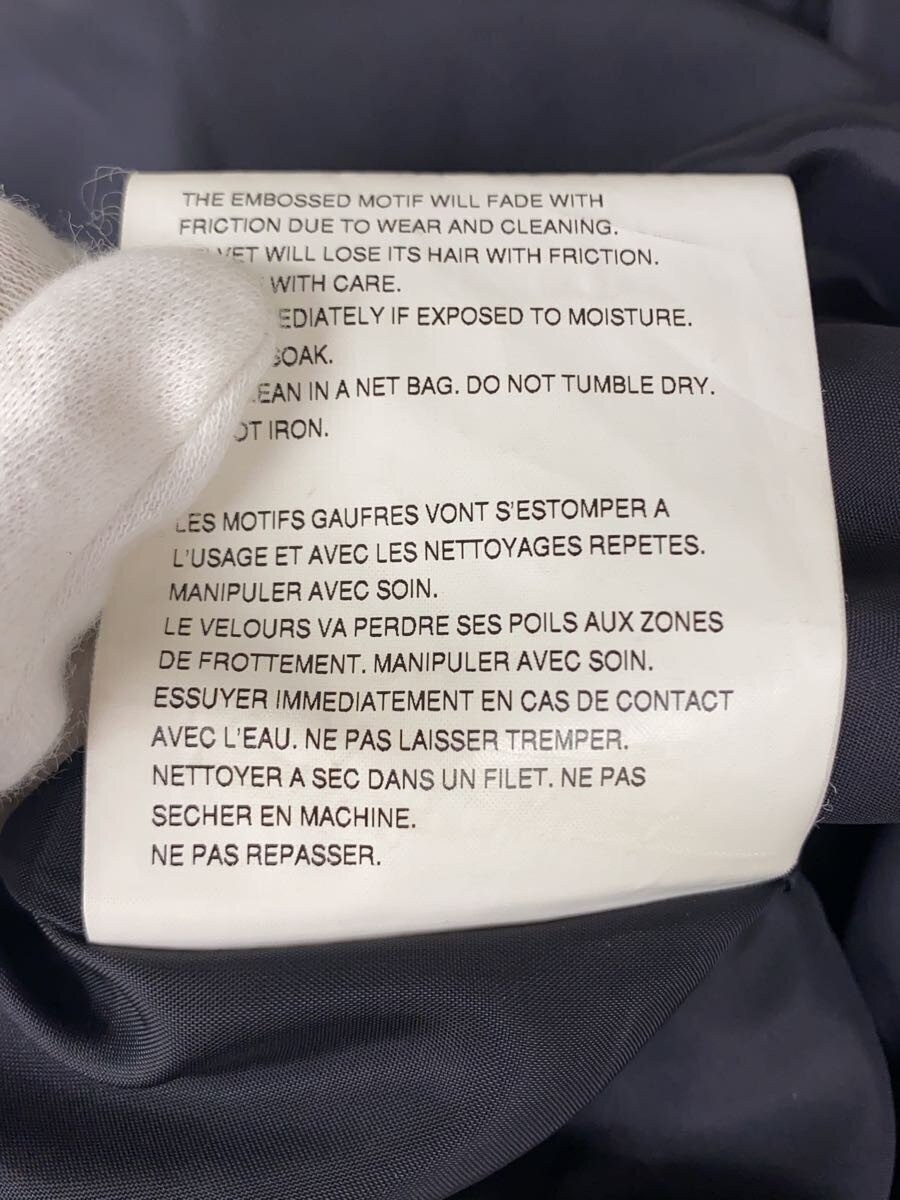 THE EMBOSSED MOTIF WILL FADE WITH
FRICTION DUE TO WEAR AND CLEANING.
WILL LOSE ITS HAIR WITH FRICTION.
WITH CARE.
IF EXPOSED TO MOISTURE.
SOAK.
IN A NET BAG. DO NOT TUMBLE DRY.
IRON.
LES MOTIFS GAUFRES VONT S'ESTOMPER A
L'USAGE ET AVEC LES NETTOYAGES REPETES.
MANIPULER AVEC SOIN.
LE VELOURS VA PERDRE SES POILS AUX ZONES
DE FROTTEMENT. MANIPULER AVEC SOIN.
ESSUYER IMMEDIATEMENT EN CAS DE CONTACT
AVEC L'EAU. NE PAS LAISSER TREMPER.
NETTOYER A SEC DANS UN FILET. NE PAS
SECHER EN MACHINE.
NE PAS REPASSER.